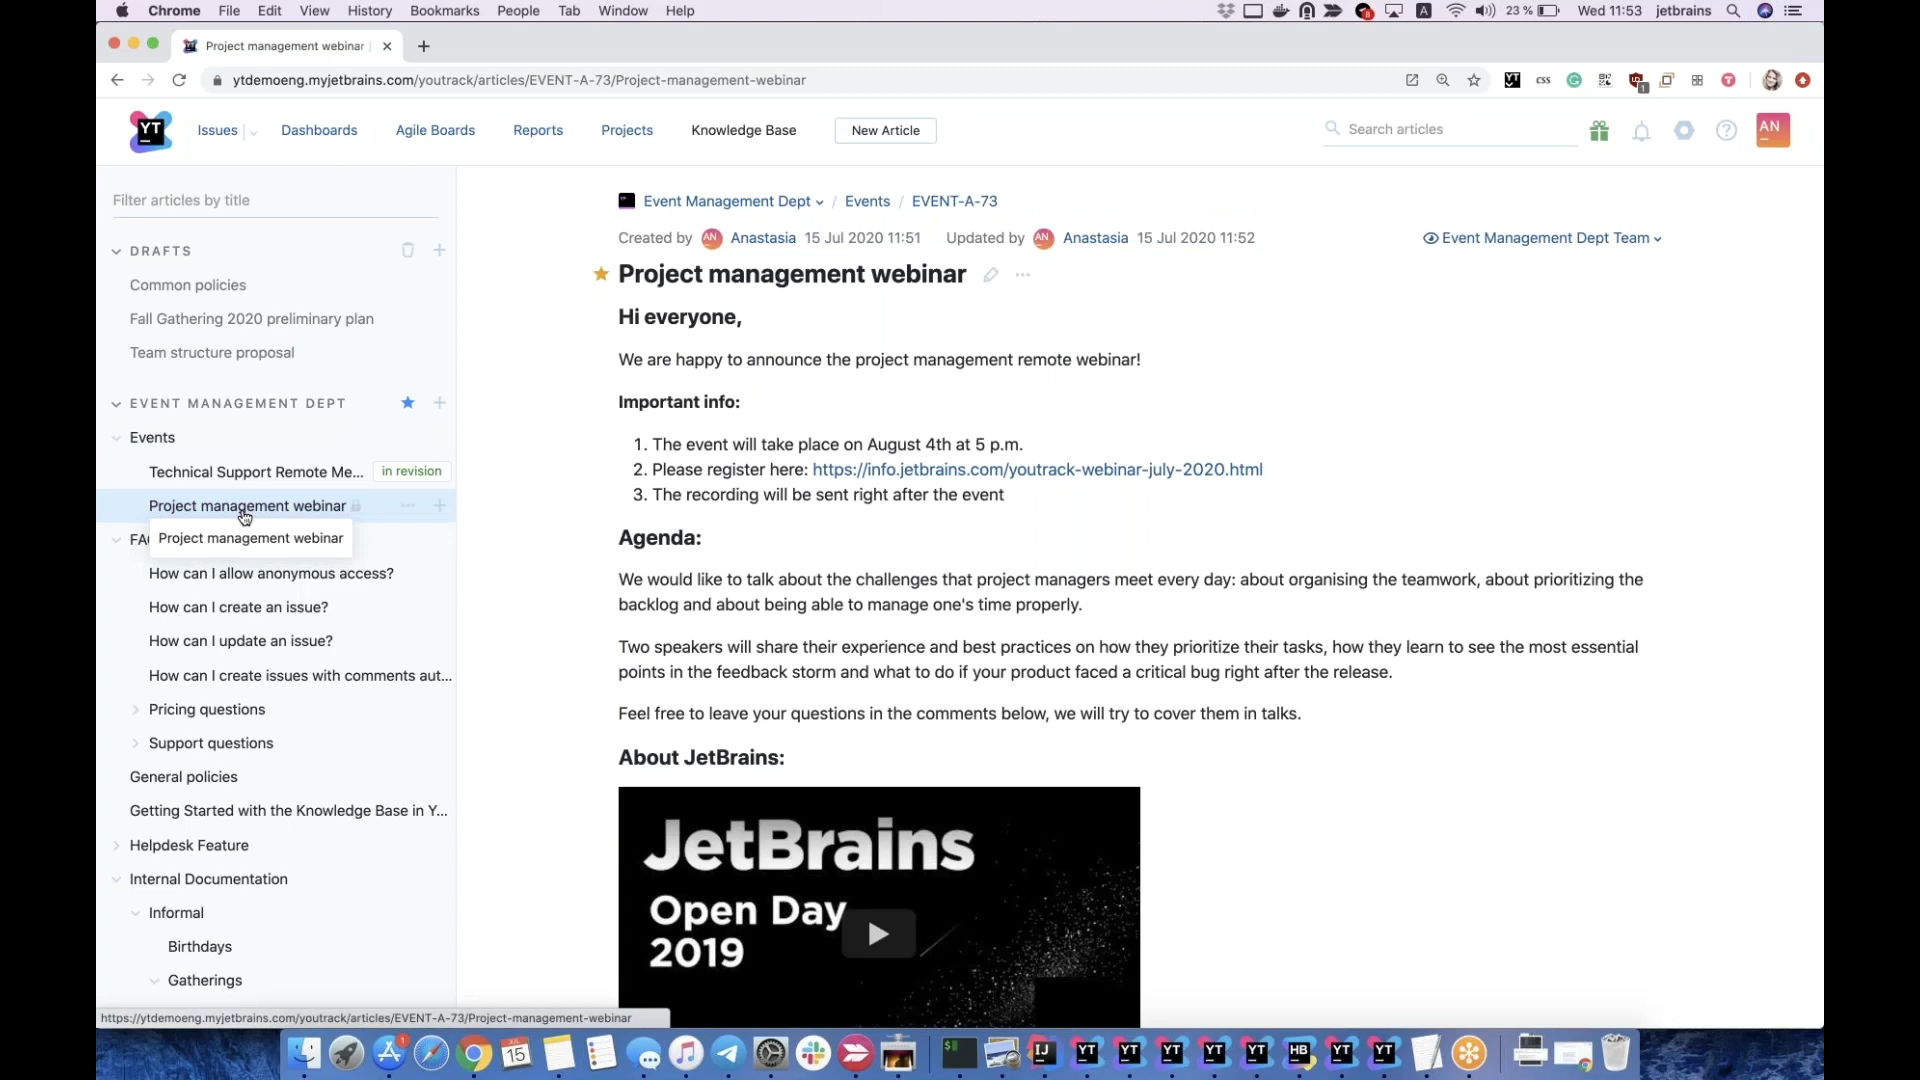 Chrome File Edit View History Bookmarks People Tab Window Help
23 % Wed 11:53 jetbrains
Project management webinar
ytdemoeng.myjetbrains.com/youtrack/articles/EVENT-A-73/Project-management-webinar
YT Issues Dashboards Agile Boards Reports Projects Knowledge Base New Article Search articles AN
Filter articles by title
DRAFTS
Common policies
Fall Gathering 2020 preliminary plan
Team structure proposal
EVENT MANAGEMENT DEPT
Events
Technical Support Remote Me... in revision
Project management webinar
Project management webinar
FA
How can I allow anonymous access?
How can I create an issue?
How can I update an issue?
How can I create issues with comments aut...
Pricing questions
Support questions
General policies
Getting Started with the Knowledge Base in Y...
Helpdesk Feature
Internal Documentation
Informal
Birthdays
Gatherings
https://ytdemoeng.myjetbrains.com/youtrack/articles/EVENT-A-73/Project-management-webinar
Event Management Dept / Events / EVENT-A-73
Created by AN Anastasia 15 Jul 2020 11:51 Updated by AN Anastasia 15 Jul 2020 11:52 Event Management Dept Team
Project management webinar
Hi everyone,
We are happy to announce the project management remote webinar!
Important info:
1. The event will take place on August 4th at 5 p.m.
2. Please register here: https://info.jetbrains.com/youtrack-webinar-july-2020.html
3. The recording will be sent right after the event
Agenda:
We would like to talk about the challenges that project managers meet every day: about organising the teamwork, about prioritizing the
backlog and about being able to manage one's time properly.
Two speakers will share their experience and best practices on how they prioritize their tasks, how they learn to see the most essential
points in the feedback storm and what to do if your product faced a critical bug right after the release.
Feel free to leave your questions in the comments below, we will try to cover them in talks.
About JetBrains:
JetBrains
Open Day
2019
1 15 $ IJ YT YT YT YT YT HB YT YT